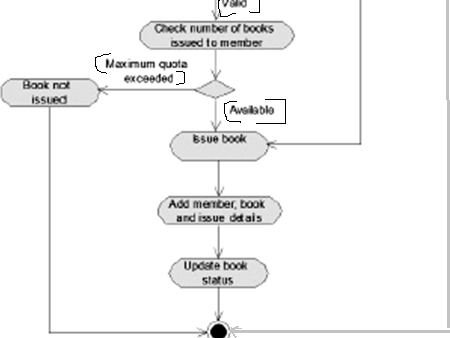 Valid
Check number of books
issued to member
Maximum quota
exceeded
Book not
issued
Available
Issue book
Add member, book
and issue details
Update book
status